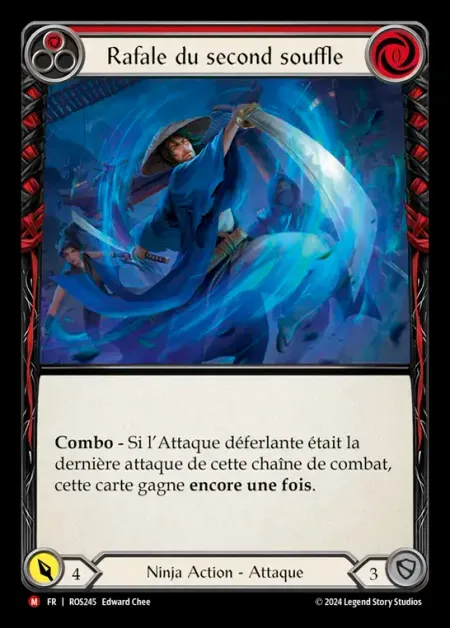 Rafale du second souffle
0
Combo - Si l'Attaque déferlante était la
dernière attaque de cette chaîne de combat,
cette carte gagne encore une fois.
4
Ninja Action - Attaque
3
M FR | ROS245 Edward Chee
© 2024 Legend Story Studios